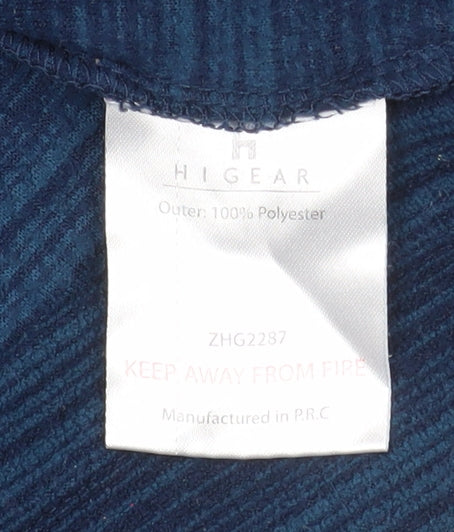 H
HIGEAR
Outer: 100% Polyester
ZHG2287
KEEP AWAY FROM FIRE
Manufactured in P.R.C